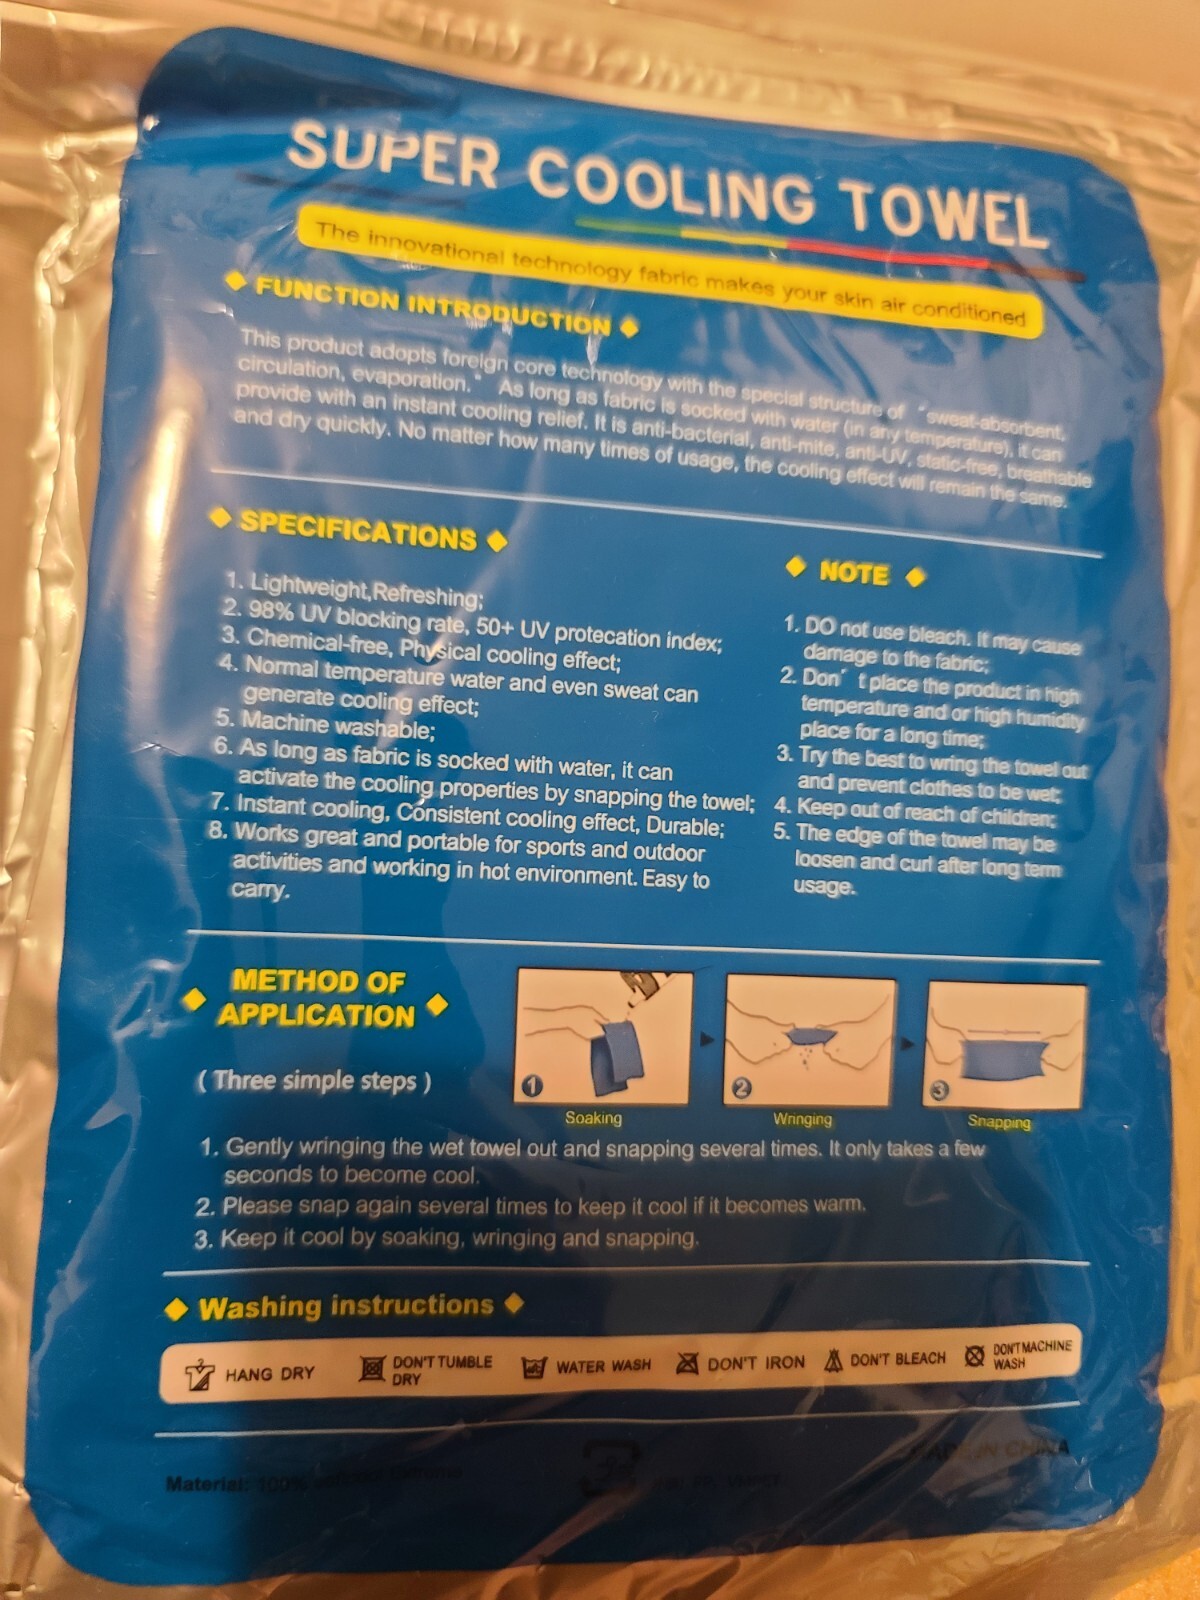 SUPER COOLING TOWEL
The innovational technology fabric makes your skin air conditioned
◆ FUNCTION INTRODUCTION ◆
This product adopts foreign core technology with the special structure of “sweat-absorbent,
circulation, evaporation.” As long as fabric is socked with water (in any temperature), it can
provide with an instant cooling relief. It is anti-bacterial, anti-mite, anti-UV, static-free, breathable
and dry quickly. No matter how many times of usage, the cooling effect will remain the same.
◆ SPECIFICATIONS ◆
1. Lightweight,Refreshing;
2. 98% UV blocking rate, 50+ UV protecation index;
3. Chemical-free, Physical cooling effect;
4. Normal temperature water and even sweat can
generate cooling effect;
5. Machine washable;
6. As long as fabric is socked with water, it can
activate the cooling properties by snapping the towel;
7. Instant cooling, Consistent cooling effect, Durable;
8. Works great and portable for sports and outdoor
activities and working in hot environment. Easy to
carry.
◆ NOTE ◆
1. DO not use bleach. It may cause
damage to the fabric;
2. Don’ t place the product in high
temperature and or high humidity
place for a long time;
3. Try the best to wring the towel out
and prevent clothes to be wet;
4. Keep out of reach of children;
5. The edge of the towel may be
loosen and curl after long term
usage.
◆ METHOD OF
APPLICATION ◆
( Three simple steps )
1
Soaking
2
Wringing
3
Snapping
1. Gently wringing the wet towel out and snapping several times. It only takes a few
seconds to become cool.
2. Please snap again several times to keep it cool if it becomes warm.
3. Keep it cool by soaking, wringing and snapping.
◆ Washing instructions ◆
HANG DRY
DON'T TUMBLE
DRY
WATER WASH
DON'T IRON
DON'T BLEACH
DON'T MACHINE
WASH
Material: 100%
MADE IN CHINA